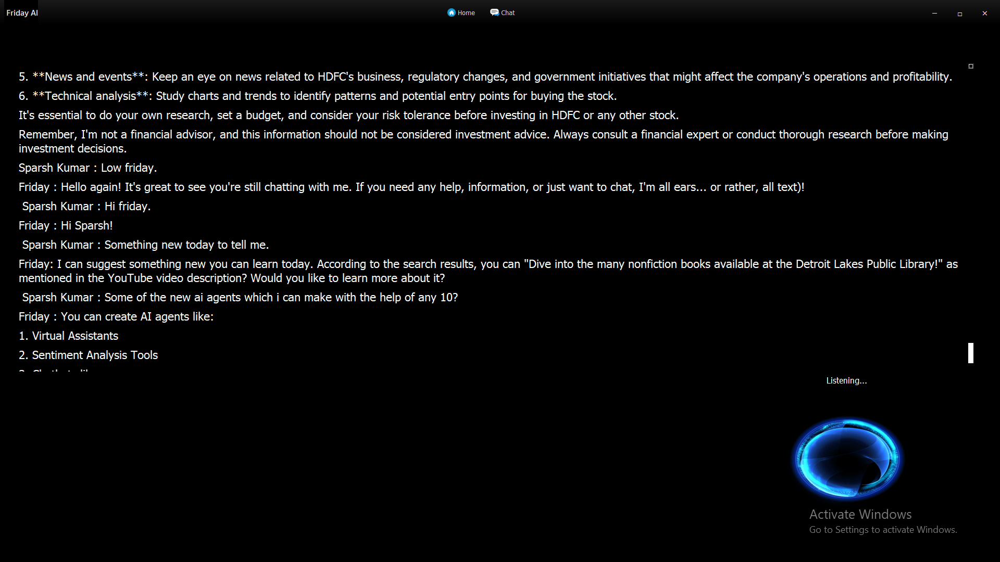 Friday AI
Home
Chat
5. **News and events**: Keep an eye on news related to HDFC's business, regulatory changes, and government initiatives that might affect the company's operations and profitability.
6. **Technical analysis**: Study charts and trends to identify patterns and potential entry points for buying the stock.
It's essential to do your own research, set a budget, and consider your risk tolerance before investing in HDFC or any other stock.
Remember, I'm not a financial advisor, and this information should not be considered investment advice. Always consult a financial expert or conduct thorough research before making
investment decisions.
Sparsh Kumar : Low friday.
Friday : Hello again! It's great to see you're still chatting with me. If you need any help, information, or just want to chat, I'm all ears... or rather, all text)!
Sparsh Kumar : Hi friday.
Friday : Hi Sparsh!
Sparsh Kumar : Something new today to tell me.
Friday: I can suggest something new you can learn today. According to the search results, you can "Dive into the many nonfiction books available at the Detroit Lakes Public Library!" as
mentioned in the YouTube video description? Would you like to learn more about it?
Sparsh Kumar : Some of the new ai agents which i can make with the help of any 10?
Friday : You can create AI agents like:
1. Virtual Assistants
2. Sentiment Analysis Tools
Listening...
Activate Windows
Go to Settings to activate Windows.